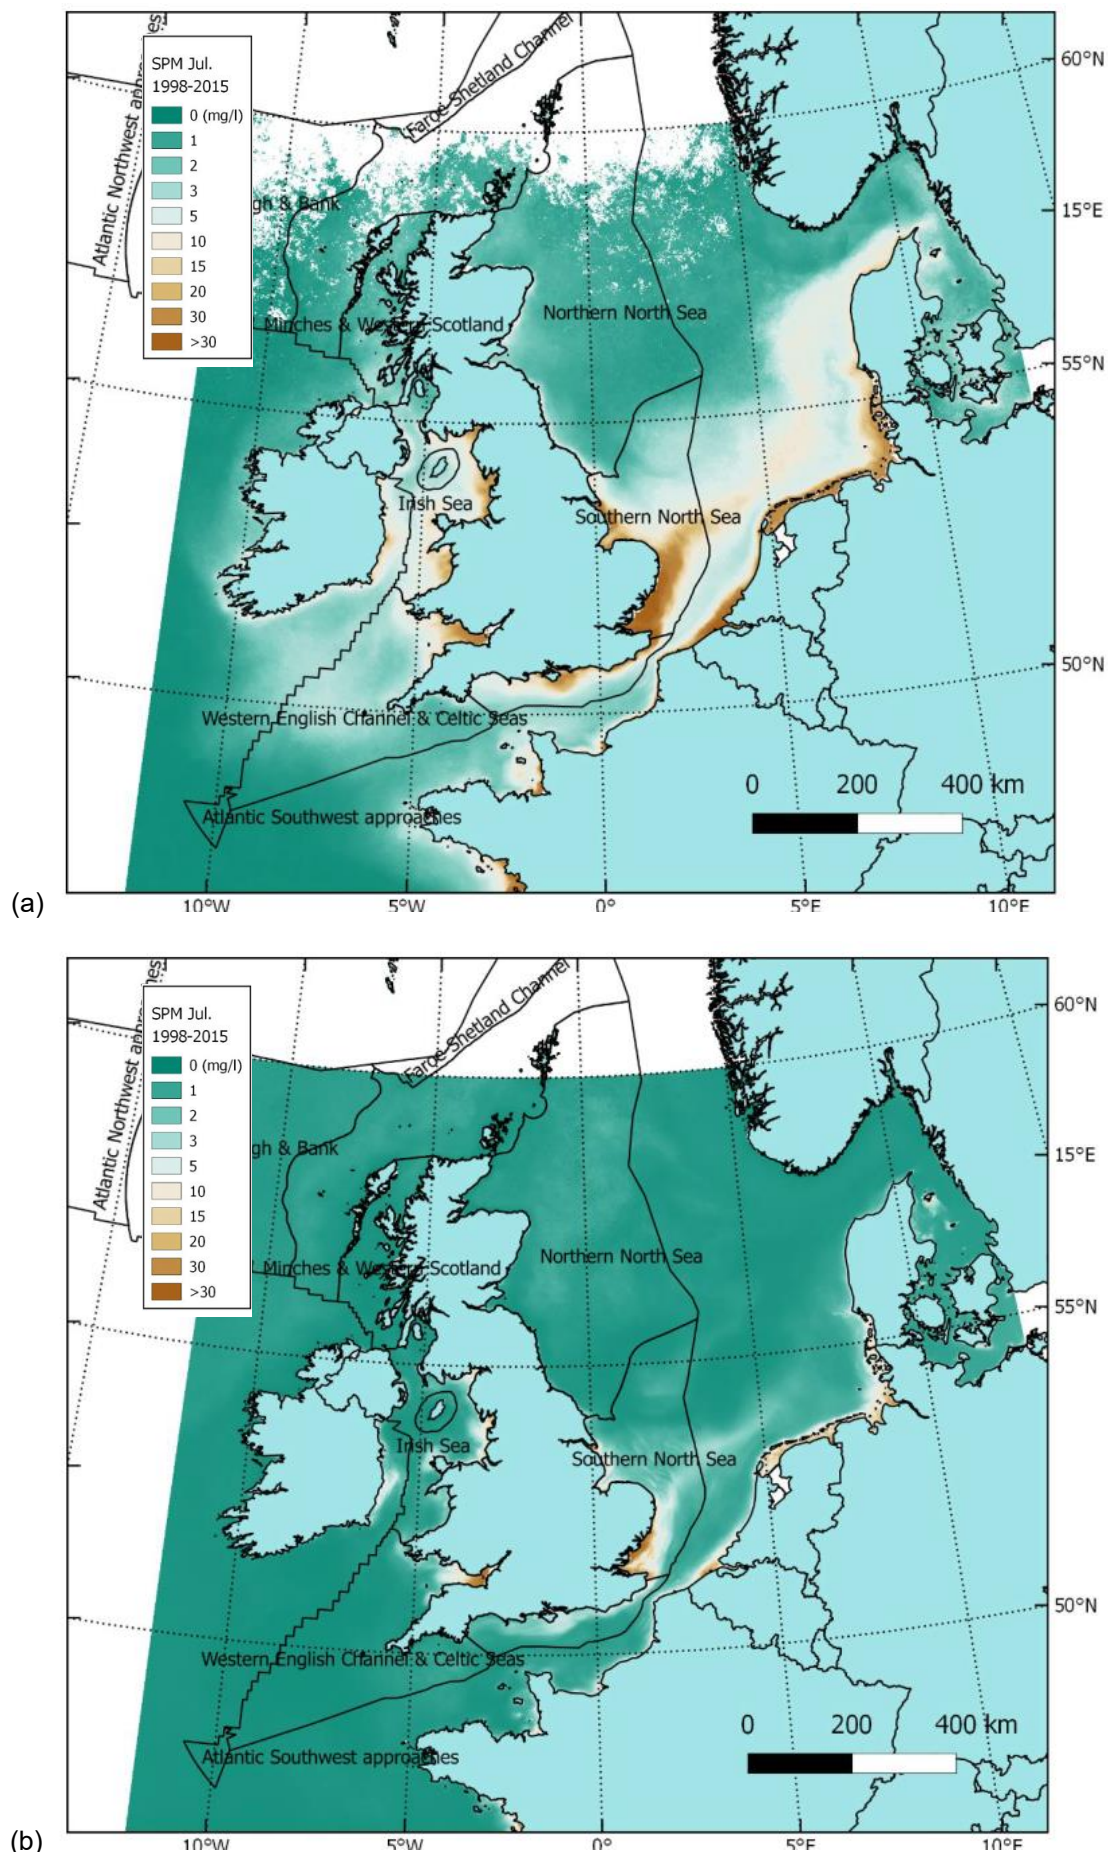 SPM Jul.
1998-2015
0 (mg/l)
1
2
3
5
10
15
20
30
>30
Atlantic Northwest approaches
Faroe-Shetland Channel
gh & Bank
Minches & Western Scotland
Northern North Sea
Irish Sea
Southern North Sea
Western English Channel & Celtic Seas
Atlantic Southwest approaches
0 200 400 km
60°N
15°E
55°N
50°N
10°W 5°W 0° 5°E 10°E
(a)
SPM Jul.
1998-2015
0 (mg/l)
1
2
3
5
10
15
20
30
>30
Atlantic Northwest approaches
Faroe-Shetland Channel
gh & Bank
Minches & Western Scotland
Northern North Sea
Irish Sea
Southern North Sea
Western English Channel & Celtic Seas
Atlantic Southwest approaches
0 200 400 km
60°N
15°E
55°N
50°N
10°W 5°W 0° 5°E 10°E
(b)